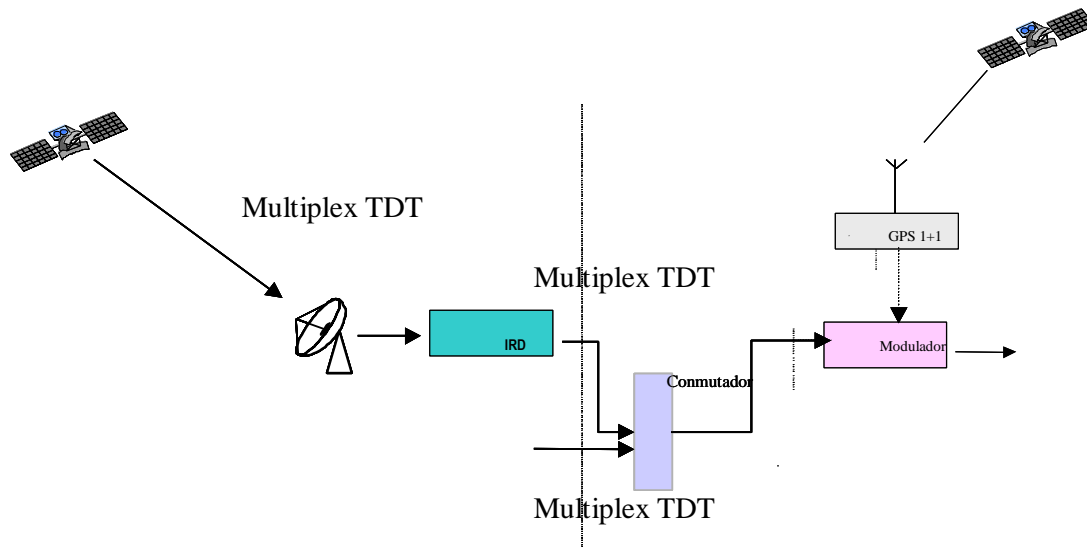 Multiplex TDT
GPS 1+1
Multiplex TDT
IRD
Modulador
Conmutador
Multiplex TDT